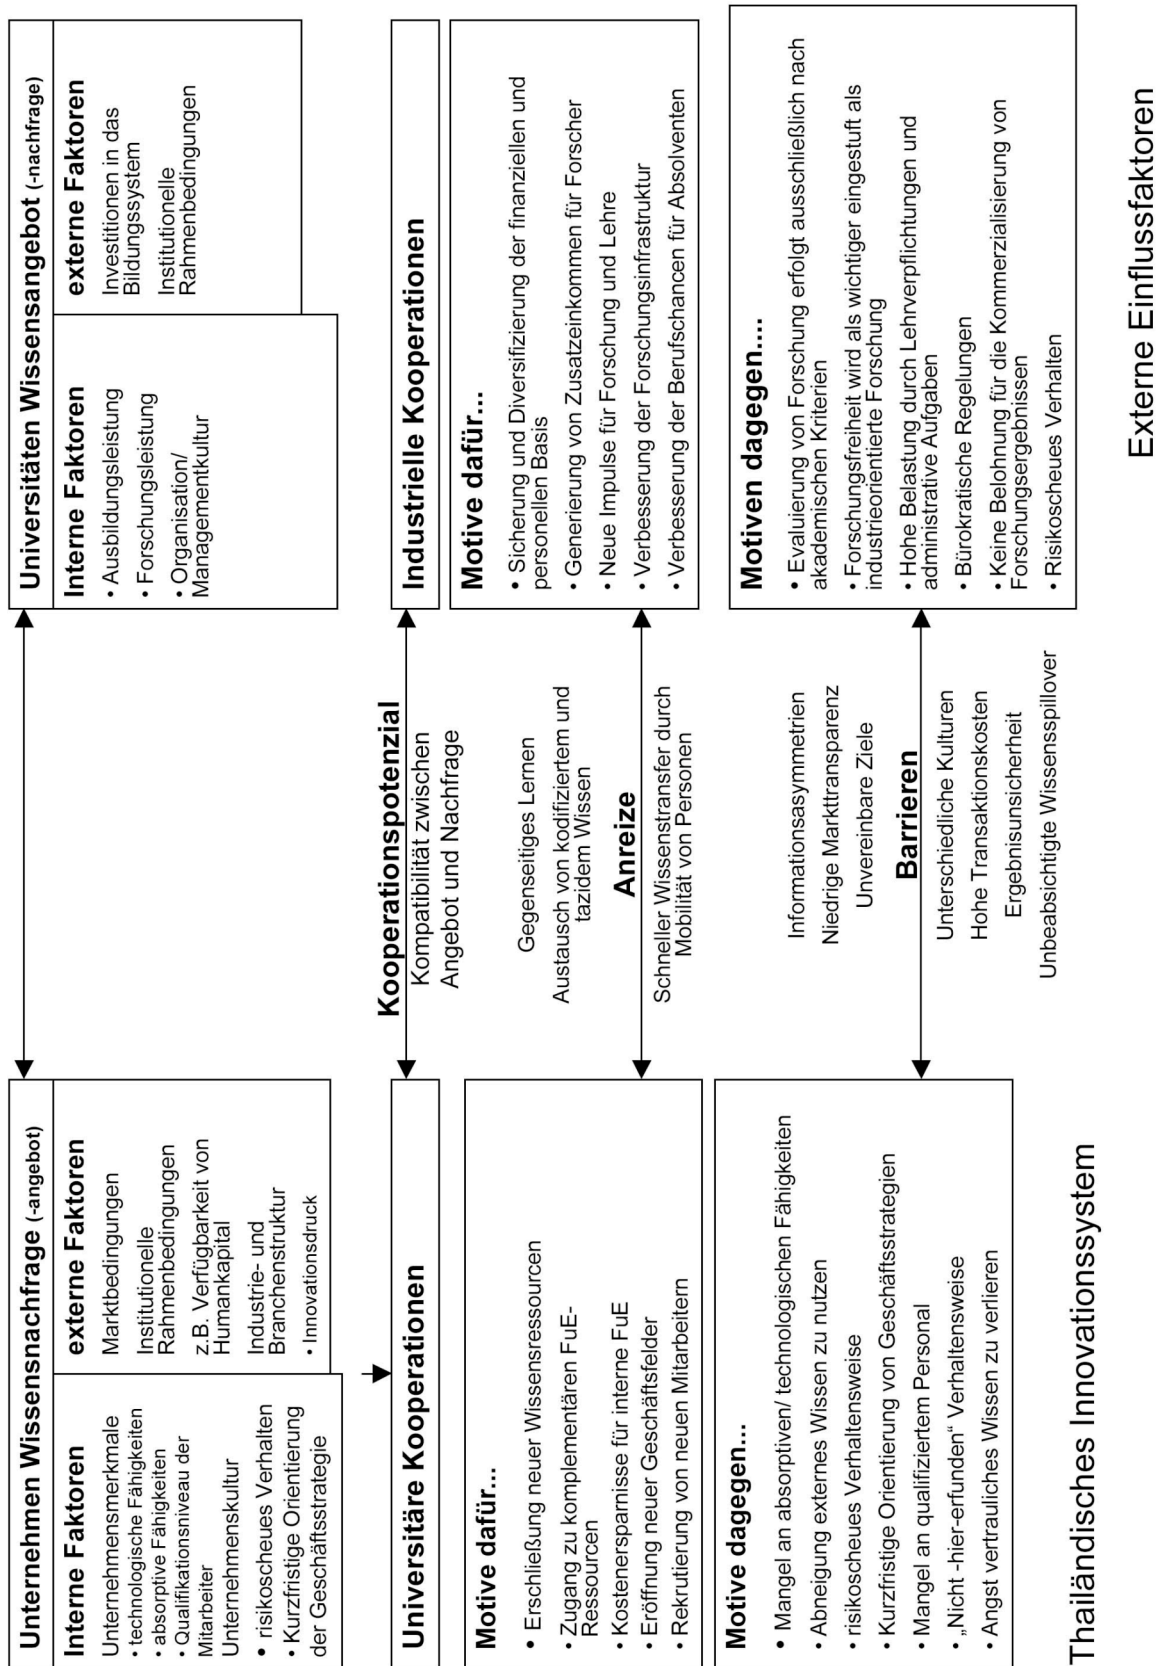 Unternehmen Wissensnachfrage (-angebot)
Interne Faktoren
Unternehmensmerkmale
• technologische Fähigkeiten
• absorptive Fähigkeiten
• Qualifikationsniveau der
Mitarbeiter
Unternehmenskultur
• risikoscheues Verhalten
• Kurzfristige Orientierung
der Geschäftsstrategie
externe Faktoren
Marktbedingungen
Institutionelle
Rahmenbedingungen
z.B. Verfügbarkeit von
Humankapital
Industrie- und
Branchenstruktur
• Innovationsdruck
Universitäten Wissensangebot (-nachfrage)
Interne Faktoren
• Ausbildungsleistung
• Forschungsleistung
• Organisation/
Managementkultur
externe Faktoren
Investitionen in das
Bildungssystem
Institutionelle
Rahmenbedingungen
Universitäre Kooperationen
Kooperationspotenzial
Kompatibilität zwischen
Angebot und Nachfrage
Industrielle Kooperationen
Motive dafür...
• Erschließung neuer Wissensressourcen
• Zugang zu komplementären FuE-
Ressourcen
• Kostenersparnisse für interne FuE
• Eröffnung neuer Geschäftsfelder
• Rekrutierung von neuen Mitarbeitern
Gegenseitiges Lernen
Austausch von kodifiziertem und
tazidem Wissen
Anreize
Schneller Wissenstransfer durch
Mobilität von Personen
Motive dafür...
• Sicherung und Diversifizierung der finanziellen und
personellen Basis
• Generierung von Zusatzeinkommen für Forscher
• Neue Impulse für Forschung und Lehre
• Verbesserung der Forschungsinfrastruktur
• Verbesserung der Berufschancen für Absolventen
Motive dagegen...
• Mangel an absorptiven/ technologischen Fähigkeiten
• Abneigung externes Wissen zu nutzen
• risikoscheues Verhaltensweise
• Kurzfristige Orientierung von Geschäftsstrategien
• Mangel an qualifiziertem Personal
• „Nicht -hier-erfunden“ Verhaltensweise
• Angst vertrauliches Wissen zu verlieren
Informationsasymmetrien
Niedrige Markttransparenz
Unvereinbare Ziele
Barrieren
Unterschiedliche Kulturen
Hohe Transaktionskosten
Ergebnisunsicherheit
Unbeabsichtigte Wissensspillover
Motiven dagegen....
• Evaluierung von Forschung erfolgt ausschließlich nach
akademischen Kriterien
• Forschungsfreiheit wird als wichtiger eingestuft als
industrieorientierte Forschung
• Hohe Belastung durch Lehrverpflichtungen und
administrative Aufgaben
• Bürokratische Regelungen
• Keine Belohnung für die Kommerzialisierung von
Forschungsergebnissen
• Risikoscheues Verhalten
Thailändisches Innovationssystem
Externe Einflussfaktoren